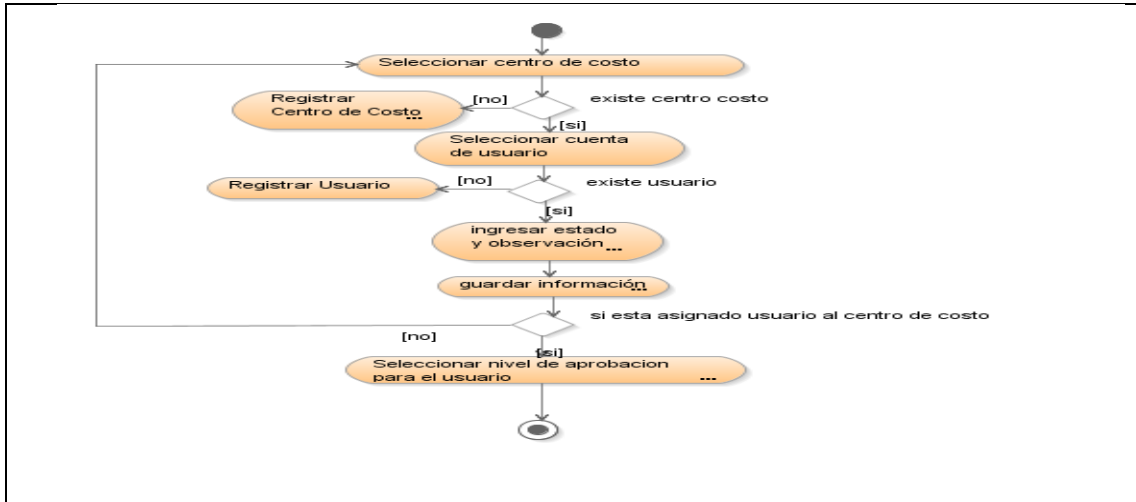 Seleccionar centro de costo
Registrar
Centro de Costo
[no]
existe centro costo
[si]
Seleccionar cuenta
de usuario
Registrar Usuario
[no]
existe usuario
[si]
ingresar estado
y observación
guardar información
si esta asignado usuario al centro de costo
[no]
[si]
Seleccionar nivel de aprobacion
para el usuario